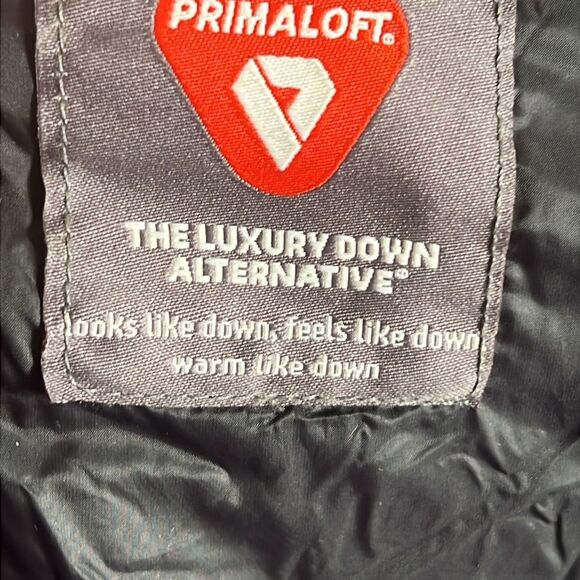 PRIMALOFT®
THE LUXURY DOWN
ALTERNATIVE®
looks like down, feels like down
warm like down